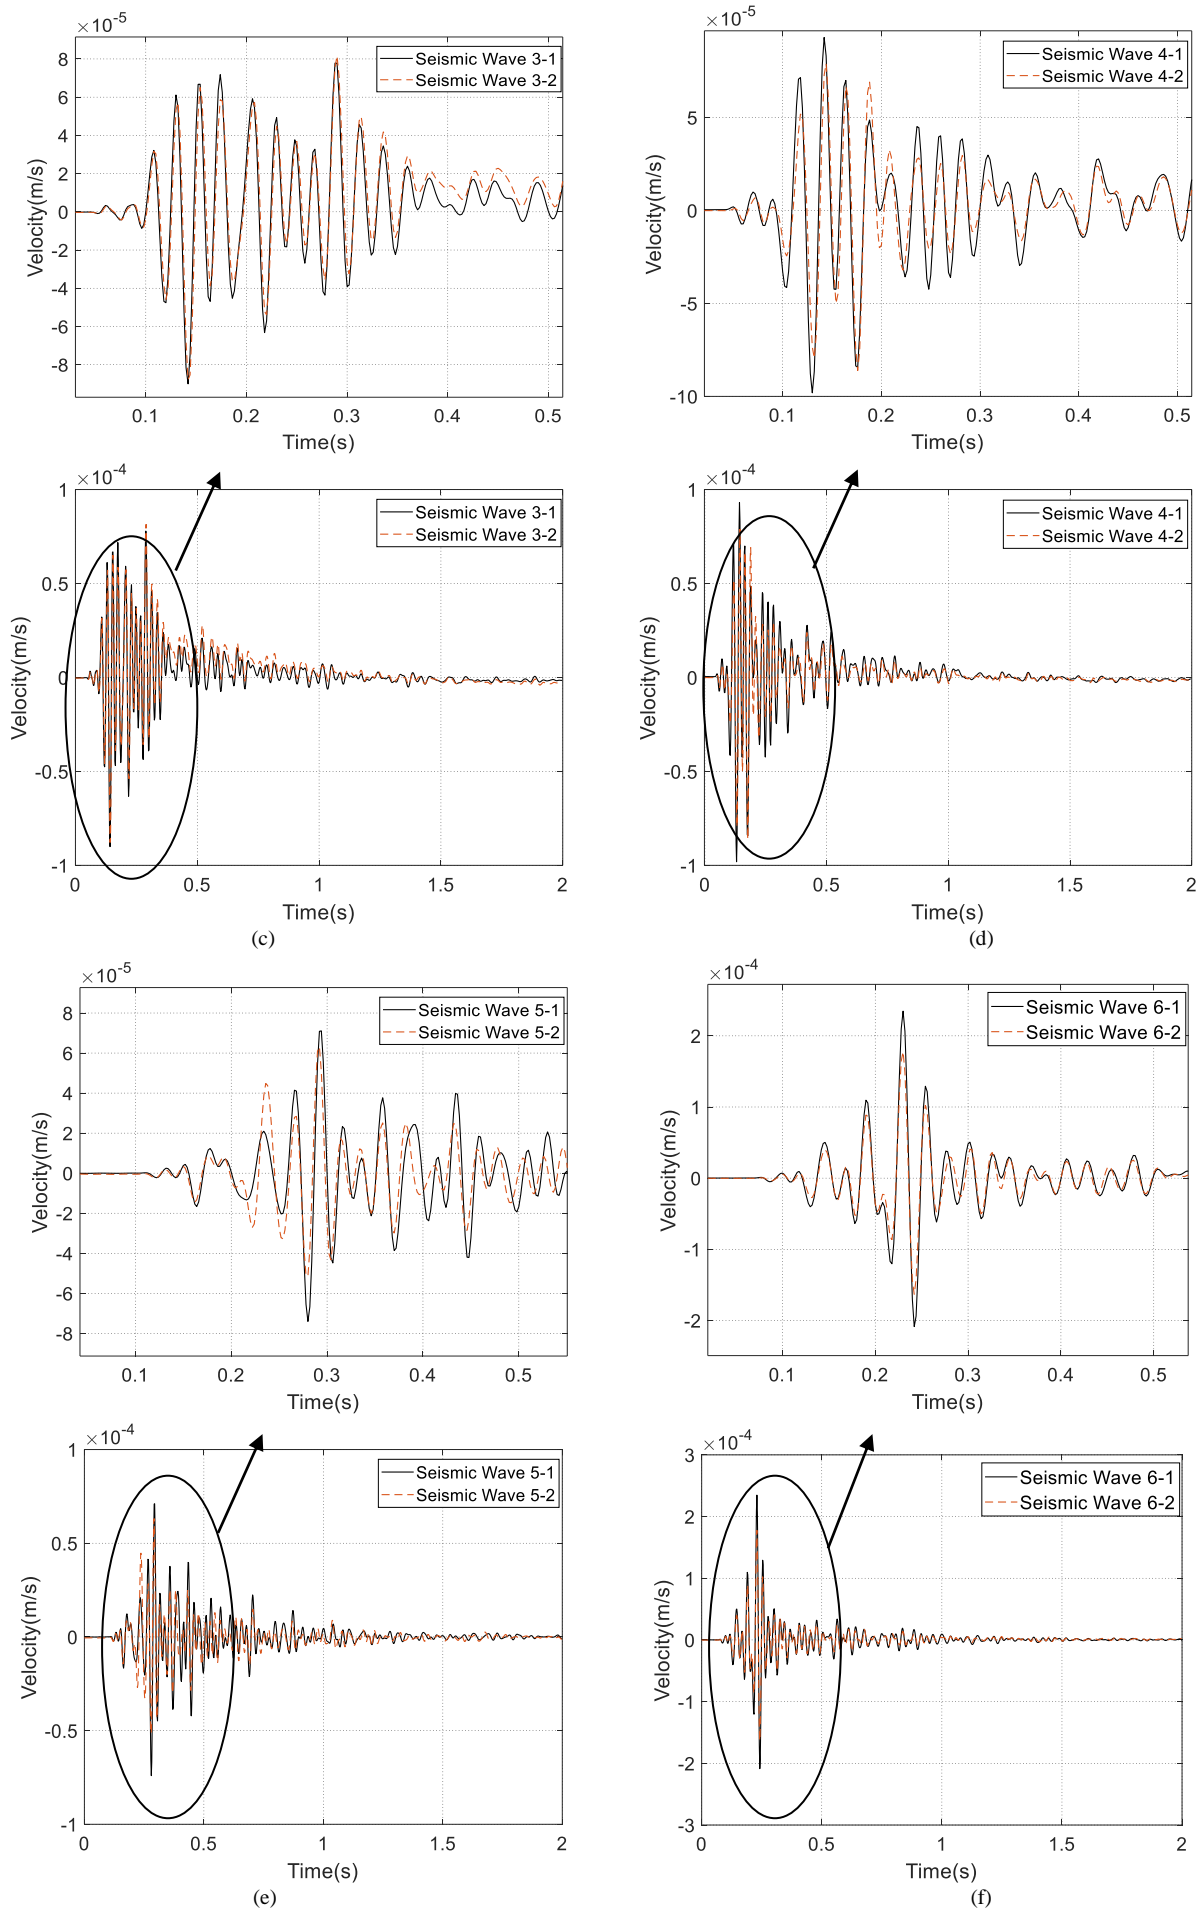 ×10-5
8
6
4
2
0
-2
-4
-6
-8
Velocity(m/s)
Seismic Wave 3-1
Seismic Wave 3-2
0.1 0.2 0.3 0.4 0.5
Time(s)
×10-5
5
0
-5
-10
Velocity(m/s)
Seismic Wave 4-1
Seismic Wave 4-2
0.1 0.2 0.3 0.4 0.5
Time(s)
×10-4
1
0.5
0
-0.5
-1
Velocity(m/s)
Seismic Wave 3-1
Seismic Wave 3-2
0 0.5 1 1.5 2
Time(s)
(c)
×10-4
1
0.5
0
-0.5
-1
Velocity(m/s)
Seismic Wave 4-1
Seismic Wave 4-2
0 0.5 1 1.5 2
Time(s)
(d)
×10-5
8
6
4
2
0
-2
-4
-6
-8
Velocity(m/s)
Seismic Wave 5-1
Seismic Wave 5-2
0.1 0.2 0.3 0.4 0.5
Time(s)
×10-4
2
1
0
-1
-2
Velocity(m/s)
Seismic Wave 6-1
Seismic Wave 6-2
0.1 0.2 0.3 0.4 0.5
Time(s)
×10-4
1
0.5
0
-0.5
-1
Velocity(m/s)
Seismic Wave 5-1
Seismic Wave 5-2
0 0.5 1 1.5 2
Time(s)
(e)
×10-4
3
2
1
0
-1
-2
-3
Velocity(m/s)
Seismic Wave 6-1
Seismic Wave 6-2
0 0.5 1 1.5 2
Time(s)
(f)